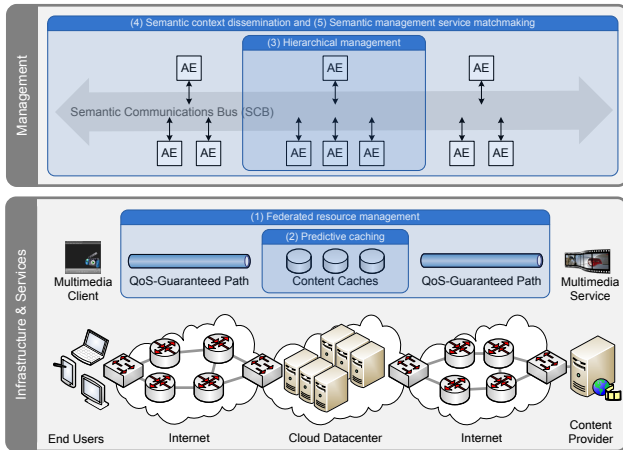 Management
(4) Semantic context dissemination and (5) Semantic management service matchmaking
(3) Hierarchical management
AE AE AE
Semantic Communications Bus (SCB)
AE AE AE AE AE AE AE
Infrastructure & Services
(1) Federated resource management
(2) Predictive caching
Multimedia
Client
QoS-Guaranteed Path
Content Caches
QoS-Guaranteed Path
Multimedia
Service
End Users
Internet
Cloud Datacenter
Internet
Content
Provider